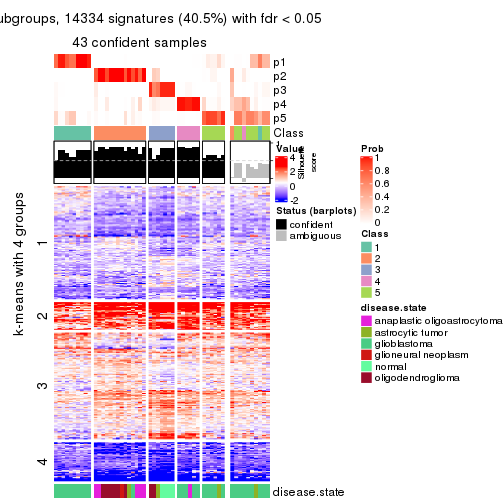 ubgroups, 14334 signatures (40.5%) with fdr < 0.05
43 confident samples
p1
p2
p3
p4
p5
Class
Silhouette score
k-means with 4 groups
1
2
3
4
disease.state
Value
4
2
0
-2
Status (barplots)
confident
ambiguous
Prob
1
0.8
0.6
0.4
0.2
0
Class
1
2
3
4
5
disease.state
anaplastic oligoastrocytoma
astrocytic tumor
glioblastoma
glioneural neoplasm
normal
oligodendroglioma